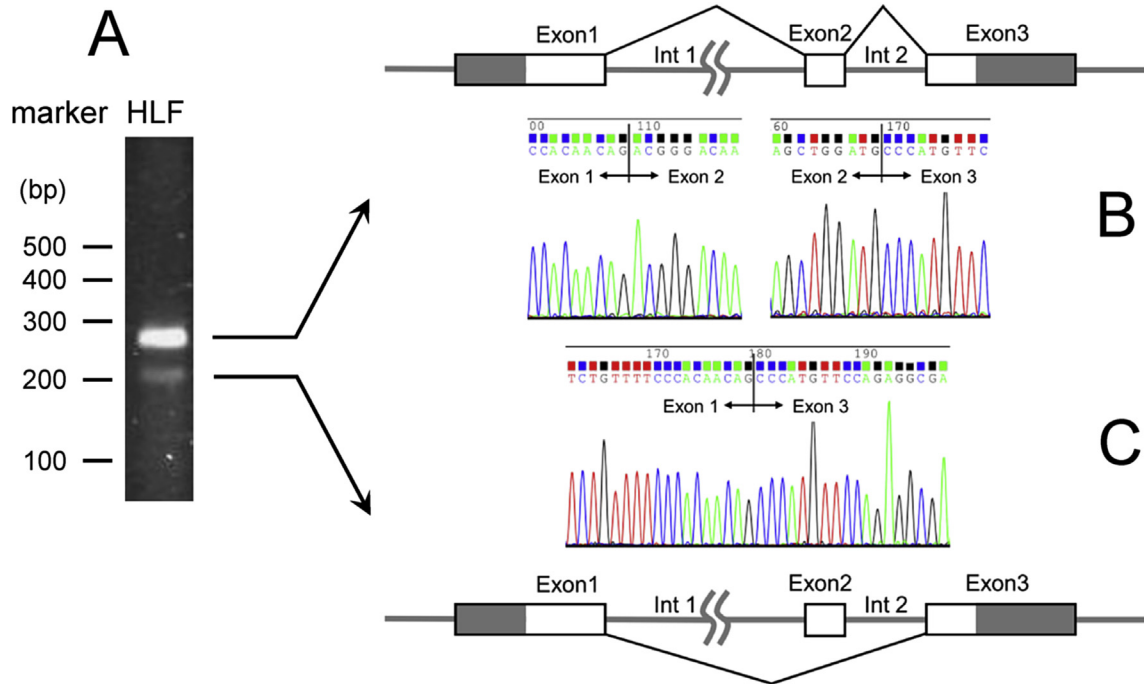 A
marker HLF
(bp)
500
400
300
200
100
Exon1 Exon2 Exon3
Int 1 Int 2
00 110
CCACAACAGACGGGACAA
Exon 1 Exon 2
60 170
AGCTGGATGCCCATGTTC
Exon 2 Exon 3
B
170 180 190
TCTGTTTTCCCACAACAGCCCATGTTCCAGAGGCGA
Exon 1 Exon 3
C
Exon1 Exon2 Exon3
Int 1 Int 2